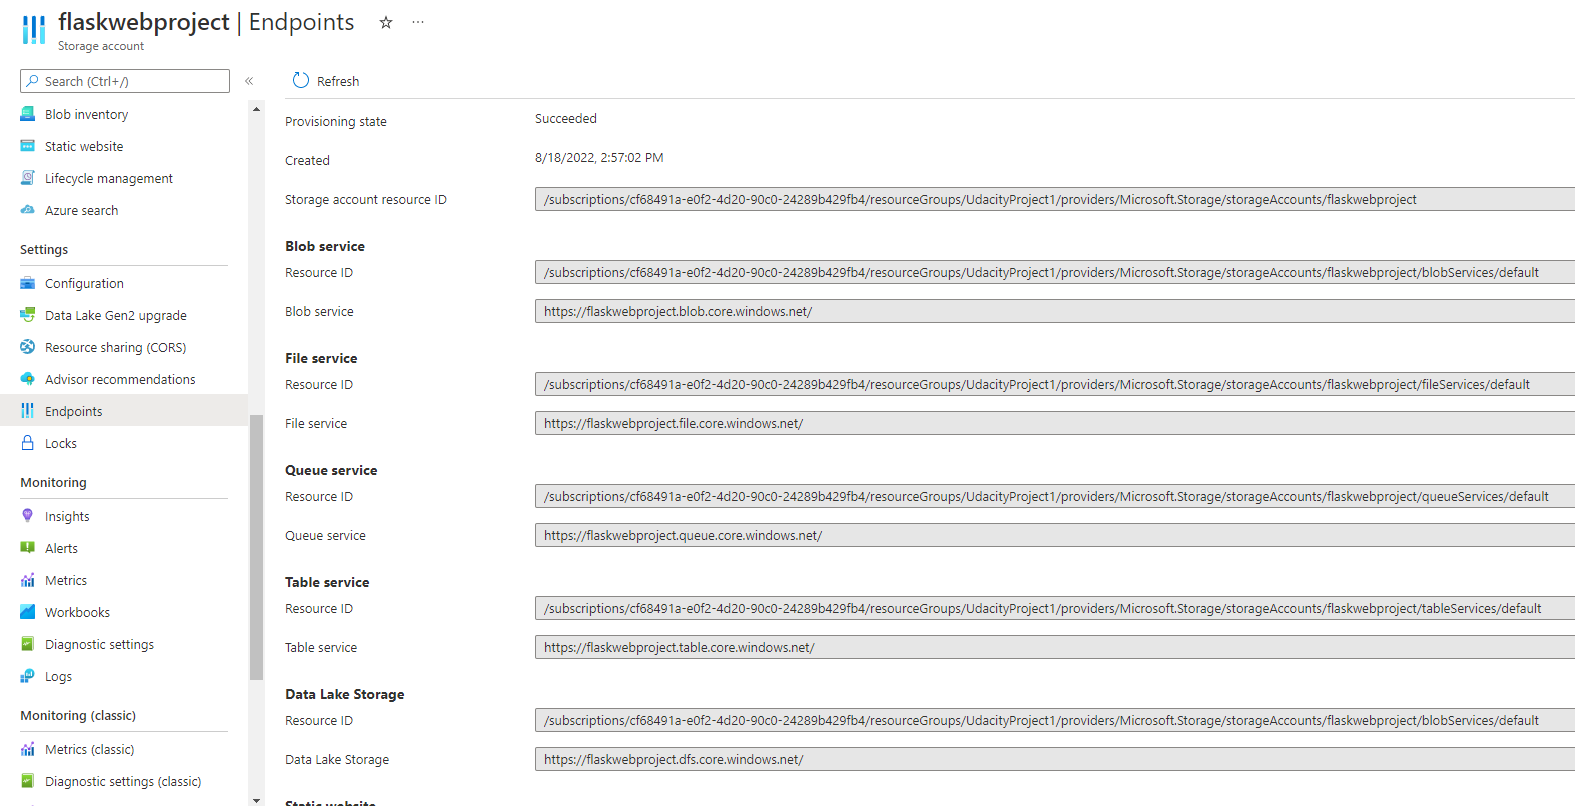 flaskwebproject | Endpoints
Storage account
Search (Ctrl+/)
Blob inventory
Static website
Lifecycle management
Azure search
Settings
Configuration
Data Lake Gen2 upgrade
Resource sharing (CORS)
Advisor recommendations
Endpoints
Locks
Monitoring
Insights
Alerts
Metrics
Workbooks
Diagnostic settings
Logs
Monitoring (classic)
Metrics (classic)
Diagnostic settings (classic)
Refresh
Provisioning state Succeeded
Created 8/18/2022, 2:57:02 PM
Storage account resource ID /subscriptions/cf68491a-e0f2-4d20-90c0-24289b429fb4/resourceGroups/UdacityProject1/providers/Microsoft.Storage/storageAccounts/flaskwebproject
Blob service
Resource ID /subscriptions/cf68491a-e0f2-4d20-90c0-24289b429fb4/resourceGroups/UdacityProject1/providers/Microsoft.Storage/storageAccounts/flaskwebproject/blobServices/default
Blob service https://flaskwebproject.blob.core.windows.net/
File service
Resource ID /subscriptions/cf68491a-e0f2-4d20-90c0-24289b429fb4/resourceGroups/UdacityProject1/providers/Microsoft.Storage/storageAccounts/flaskwebproject/fileServices/default
File service https://flaskwebproject.file.core.windows.net/
Queue service
Resource ID /subscriptions/cf68491a-e0f2-4d20-90c0-24289b429fb4/resourceGroups/UdacityProject1/providers/Microsoft.Storage/storageAccounts/flaskwebproject/queueServices/default
Queue service https://flaskwebproject.queue.core.windows.net/
Table service
Resource ID /subscriptions/cf68491a-e0f2-4d20-90c0-24289b429fb4/resourceGroups/UdacityProject1/providers/Microsoft.Storage/storageAccounts/flaskwebproject/tableServices/default
Table service https://flaskwebproject.table.core.windows.net/
Data Lake Storage
Resource ID /subscriptions/cf68491a-e0f2-4d20-90c0-24289b429fb4/resourceGroups/UdacityProject1/providers/Microsoft.Storage/storageAccounts/flaskwebproject/blobServices/default
Data Lake Storage https://flaskwebproject.dfs.core.windows.net/
Static website